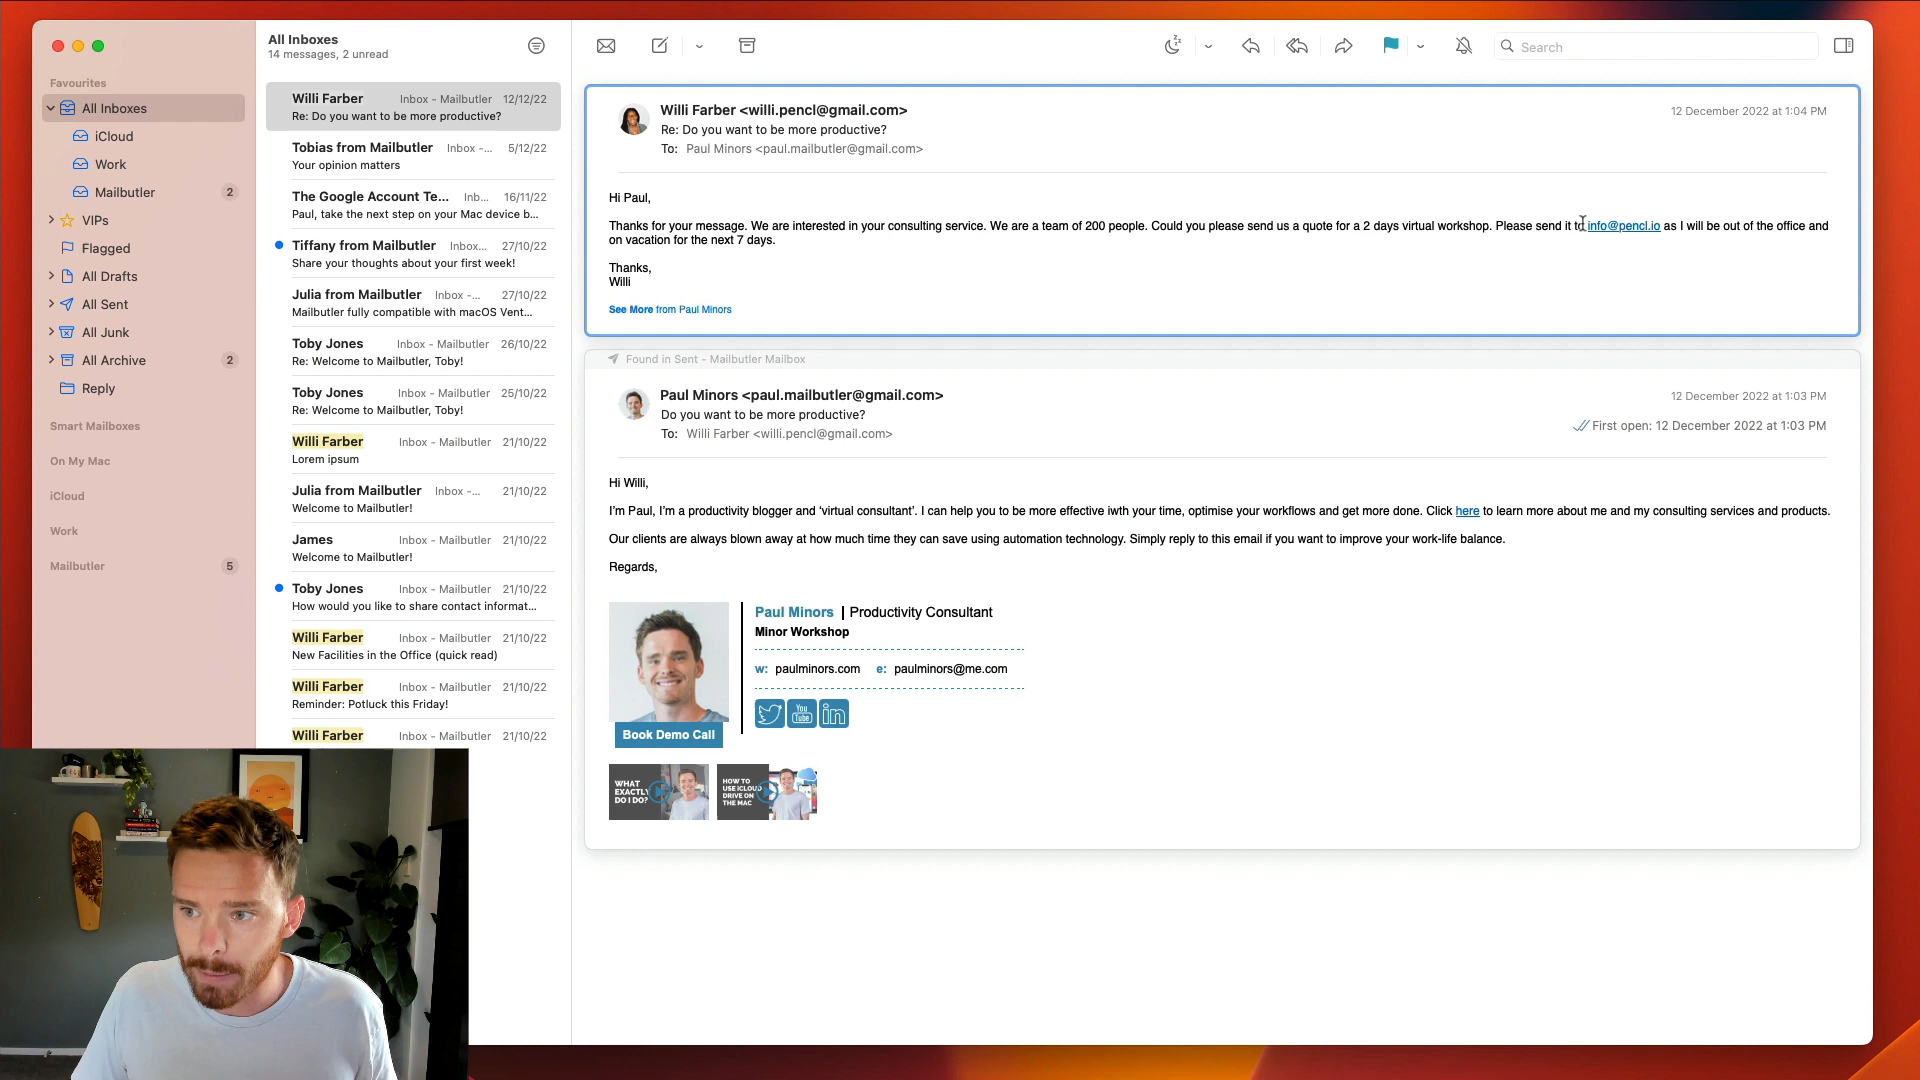 Favourites
All Inboxes
iCloud
Work
Mailbutler 2
VIPs
Flagged
All Drafts
All Sent
All Junk
All Archive 2
Reply
Smart Mailboxes
On My Mac
iCloud
Work
Mailbutler 5
All Inboxes
14 messages, 2 unread
Willi Farber Inbox - Mailbutler 12/12/22
Re: Do you want to be more productive?
Tobias from Mailbutler Inbox -... 5/12/22
Your opinion matters
The Google Account Te... Inb... 16/11/22
Paul, take the next step on your Mac device b...
Tiffany from Mailbutler Inbox... 27/10/22
Share your thoughts about your first week!
Julia from Mailbutler Inbox -... 27/10/22
Mailbutler fully compatible with macOS Vent...
Toby Jones Inbox - Mailbutler 26/10/22
Re: Welcome to Mailbutler, Toby!
Toby Jones Inbox - Mailbutler 25/10/22
Re: Welcome to Mailbutler, Toby!
Willi Farber Inbox - Mailbutler 21/10/22
Lorem ipsum
Julia from Mailbutler Inbox -... 21/10/22
Welcome to Mailbutler!
James Inbox - Mailbutler 21/10/22
Welcome to Mailbutler!
Toby Jones Inbox - Mailbutler 21/10/22
How would you like to share contact informat...
Willi Farber Inbox - Mailbutler 21/10/22
New Facilities in the Office (quick read)
Willi Farber Inbox - Mailbutler 21/10/22
Reminder: Potluck this Friday!
Willi Farber Inbox - Mailbutler 21/10/22
Search
Willi Farber <willi.pencl@gmail.com> 12 December 2022 at 1:04 PM
Re: Do you want to be more productive?
To: Paul Minors <paul.mailbutler@gmail.com>
Hi Paul,
Thanks for your message. We are interested in your consulting service. We are a team of 200 people. Could you please send us a quote for a 2 days virtual workshop. Please send it to info@pencl.io as I will be out of the office and
on vacation for the next 7 days.
Thanks,
Willi
See More from Paul Minors
Found in Sent - Mailbutler Mailbox
Paul Minors <paul.mailbutler@gmail.com> 12 December 2022 at 1:03 PM
Do you want to be more productive?
First open: 12 December 2022 at 1:03 PM
To: Willi Farber <willi.pencl@gmail.com>
Hi Willi,
I'm Paul, I'm a productivity blogger and ‘virtual consultant’. I can help you to be more effective iwth your time, optimise your workflows and get more done. Click here to learn more about me and my consulting services and products.
Our clients are always blown away at how much time they can save using automation technology. Simply reply to this email if you want to improve your work-life balance.
Regards,
Paul Minors | Productivity Consultant
Minor Workshop
w: paulminors.com e: paulminors@me.com
You
Tube
in
Book Demo Call
WHAT
EXACTLY
DO I DO?
HOW TO
USE ICLOUD
DRIVE ON
THE MAC